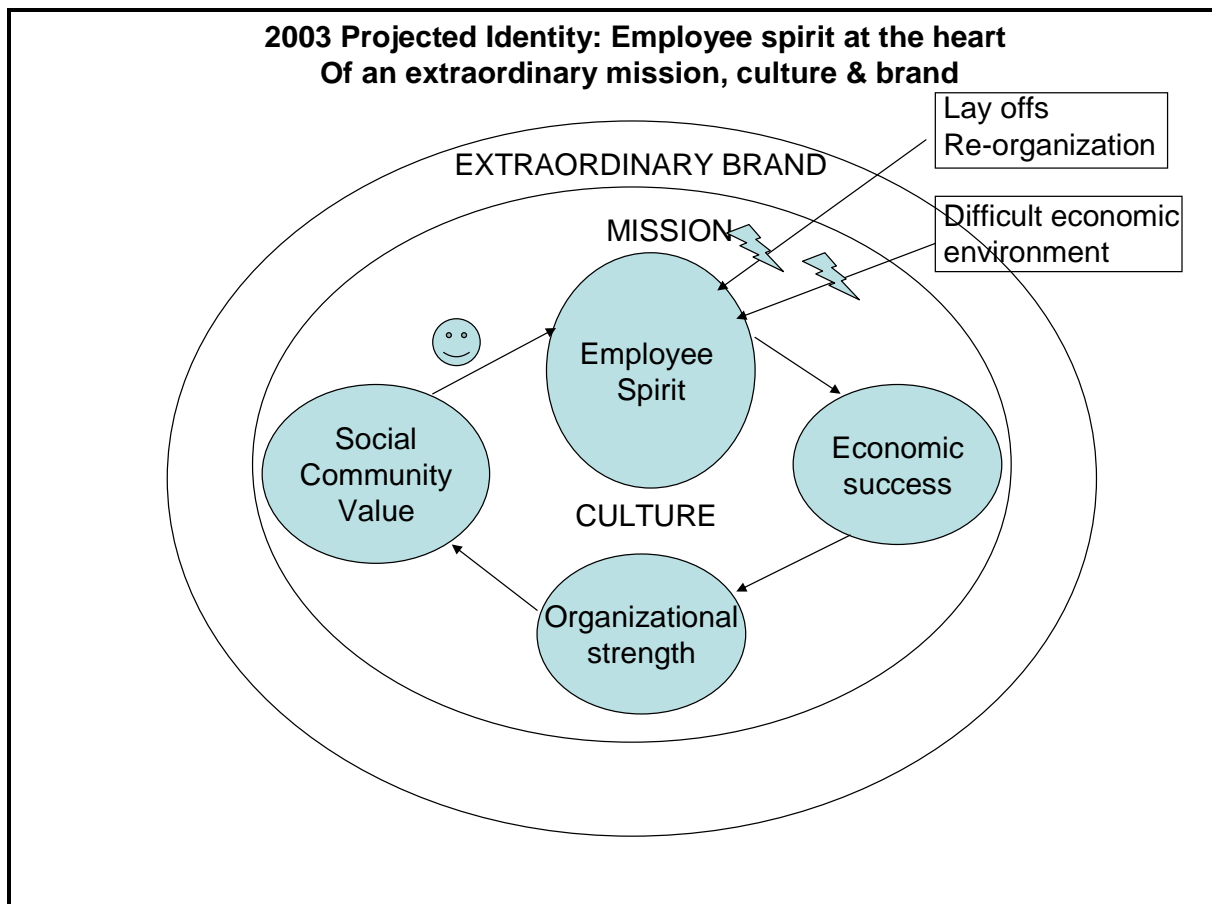 2003 Projected Identity: Employee spirit at the heart
Of an extraordinary mission, culture & brand
Lay offs
Re-organization
EXTRAORDINARY BRAND
Difficult economic
environment
MISSION
Employee
Spirit
Social
Community
Value
Economic
success
CULTURE
Organizational
strength